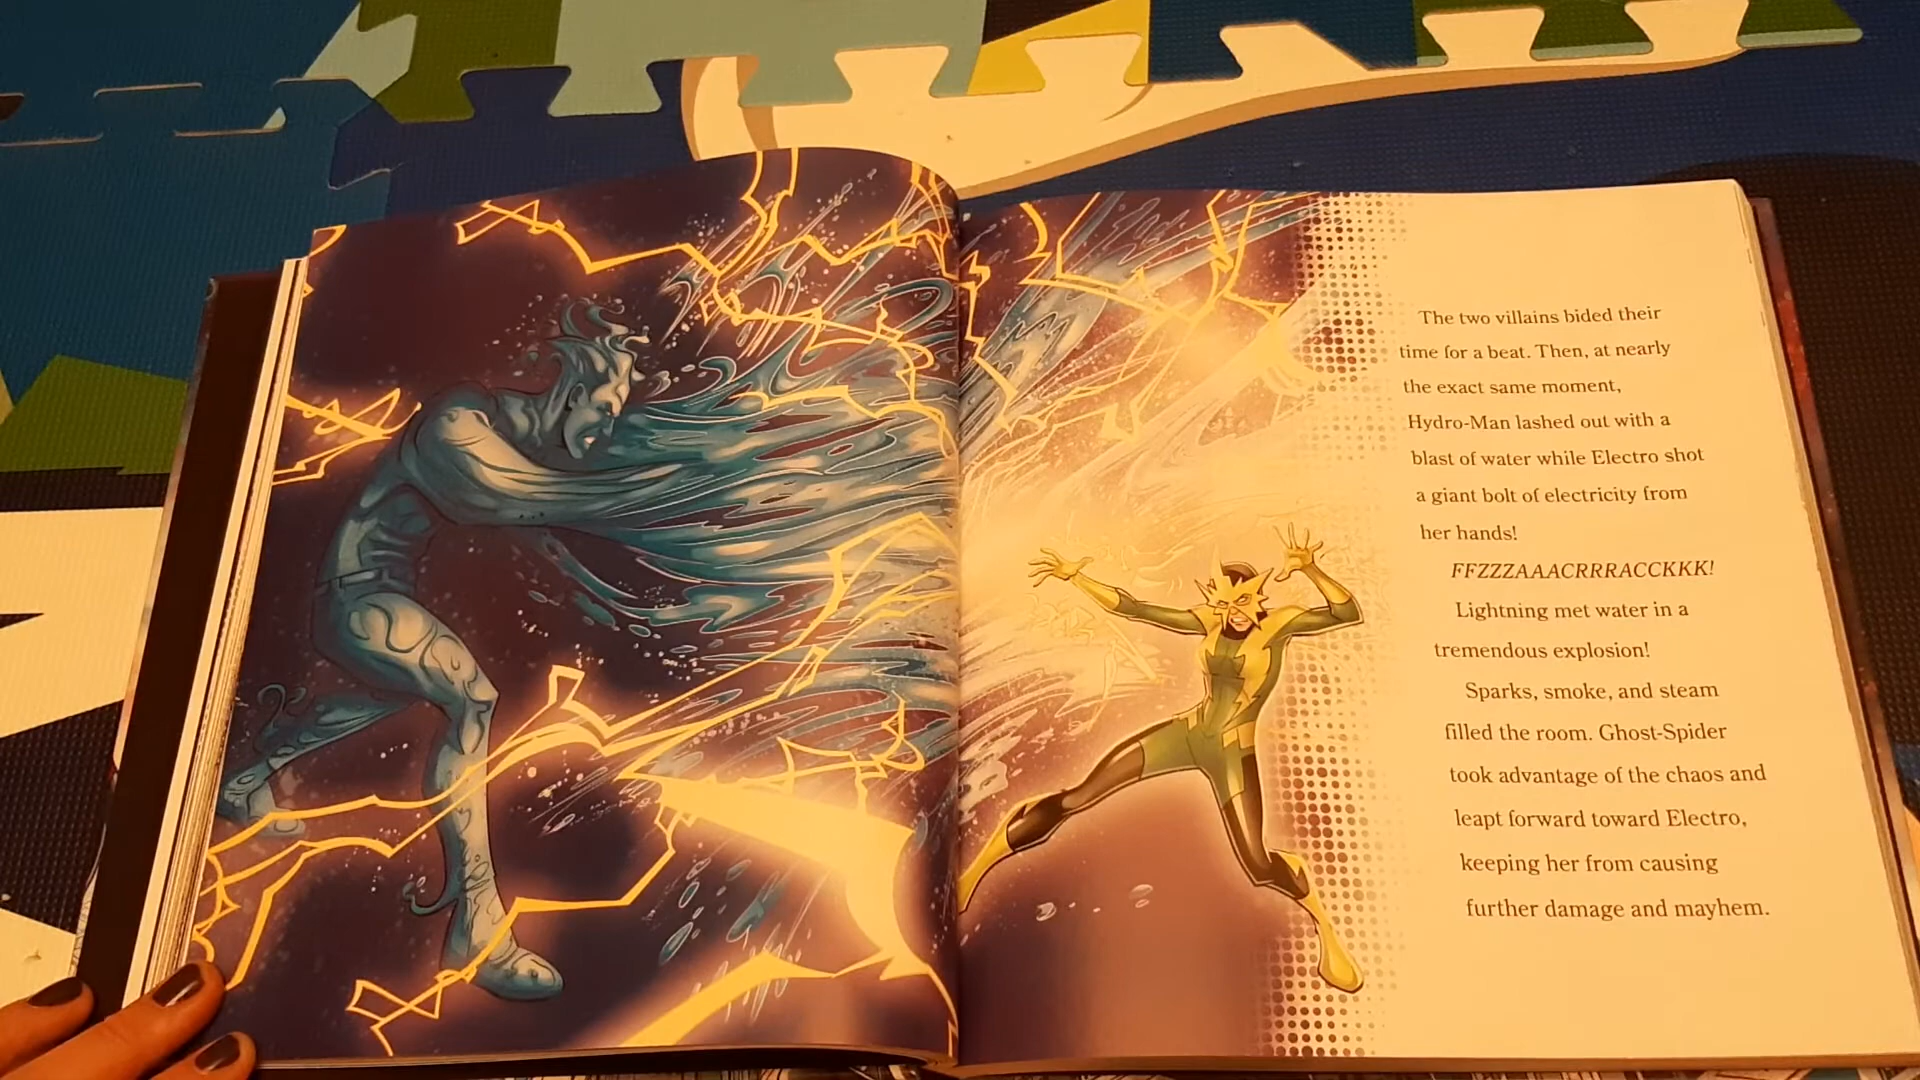 The two villains bided their
time for a beat. Then, at nearly
the exact same moment,
Hydro-Man lashed out with a
blast of water while Electro shot
a giant bolt of electricity from
her hands!
FFZZZAAACRRRACCKKK!
Lightning met water in a
tremendous explosion!
Sparks, smoke, and steam
filled the room. Ghost-Spider
took advantage of the chaos and
leapt forward toward Electro,
keeping her from causing
further damage and mayhem.